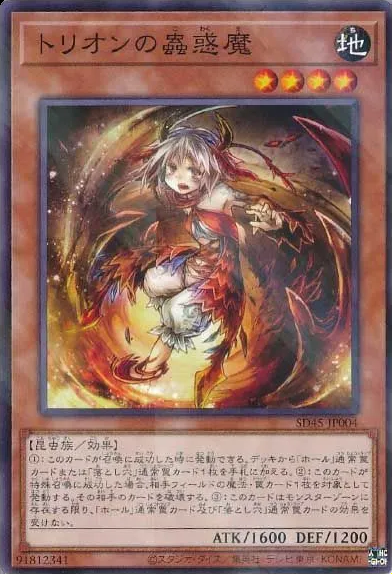 トリオンの蟲惑魔
地
SD45-JP004
【昆虫族/効果】
①:このカードが召喚に成功した時に発動できる。デッキから「ホール」通常罠
カードまたは「落とし穴」通常罠カード1枚を手札に加える。②:このカードが
特殊召喚に成功した場合、相手フィールドの魔法・罠カード1枚を対象として
発動する。その相手のカードを破壊する。③:このカードはモンスターゾーンに
存在する限り、「ホール」通常罠カード及び「落とし穴」通常罠カードの効果を
受けない。
ATK/1600 DEF/1200
91812341
©スタジオ・ダイス/集英社・テレビ東京・KONAMI